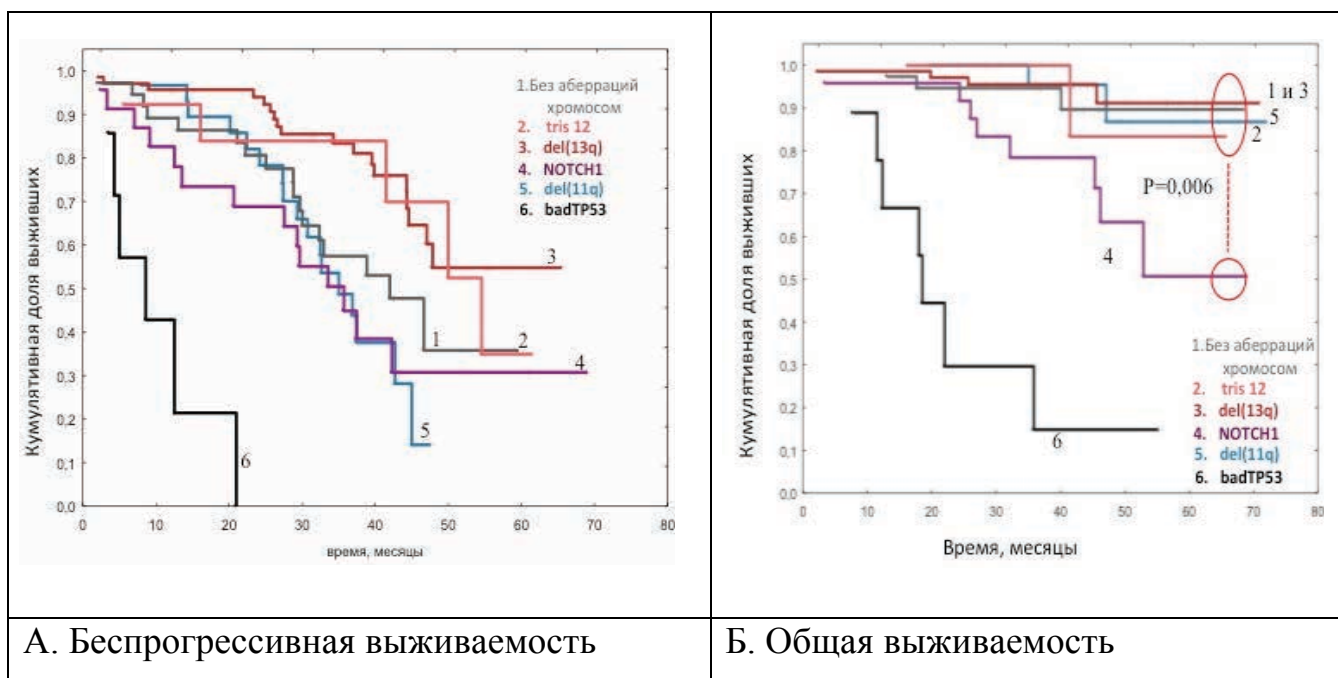 Кумулятивная доля выживших
1,0
0,9
0,8
0,7
0,6
0,5
0,4
0,3
0,2
0,1
0,0
0 10 20 30 40 50 60 70 80
время, месяцы
1.Без аберраций
хромосом
2. tris 12
3. del(13q)
4. NOTCH1
5. del(11q)
6. badTP53
3
1
2
4
5
6
А. Беспрогрессивная выживаемость
Кумулятивная доля выживших
1,0
0,9
0,8
0,7
0,6
0,5
0,4
0,3
0,2
0,1
0,0
0 10 20 30 40 50 60 70 80
Время, месяцы
1 и 3
5
2
P=0,006
4
6
1.Без аберраций
хромосом
2. tris 12
3. del(13q)
4. NOTCH1
5. del(11q)
6. badTP53
Б. Общая выживаемость